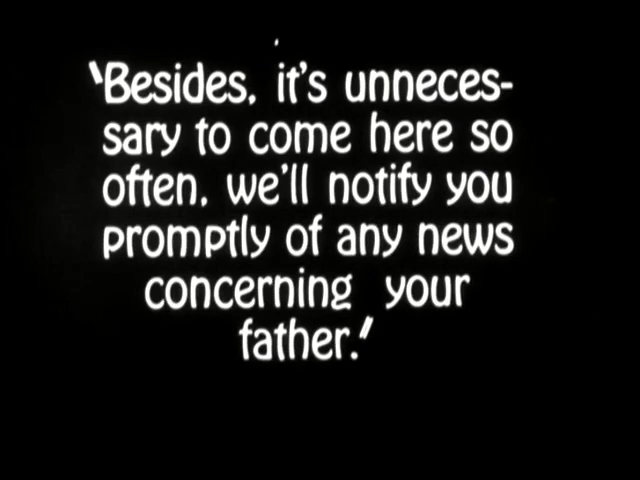 "Besides, it's unneces-
sary to come here so
often, we'll notify you
promptly of any news
concerning your
father."